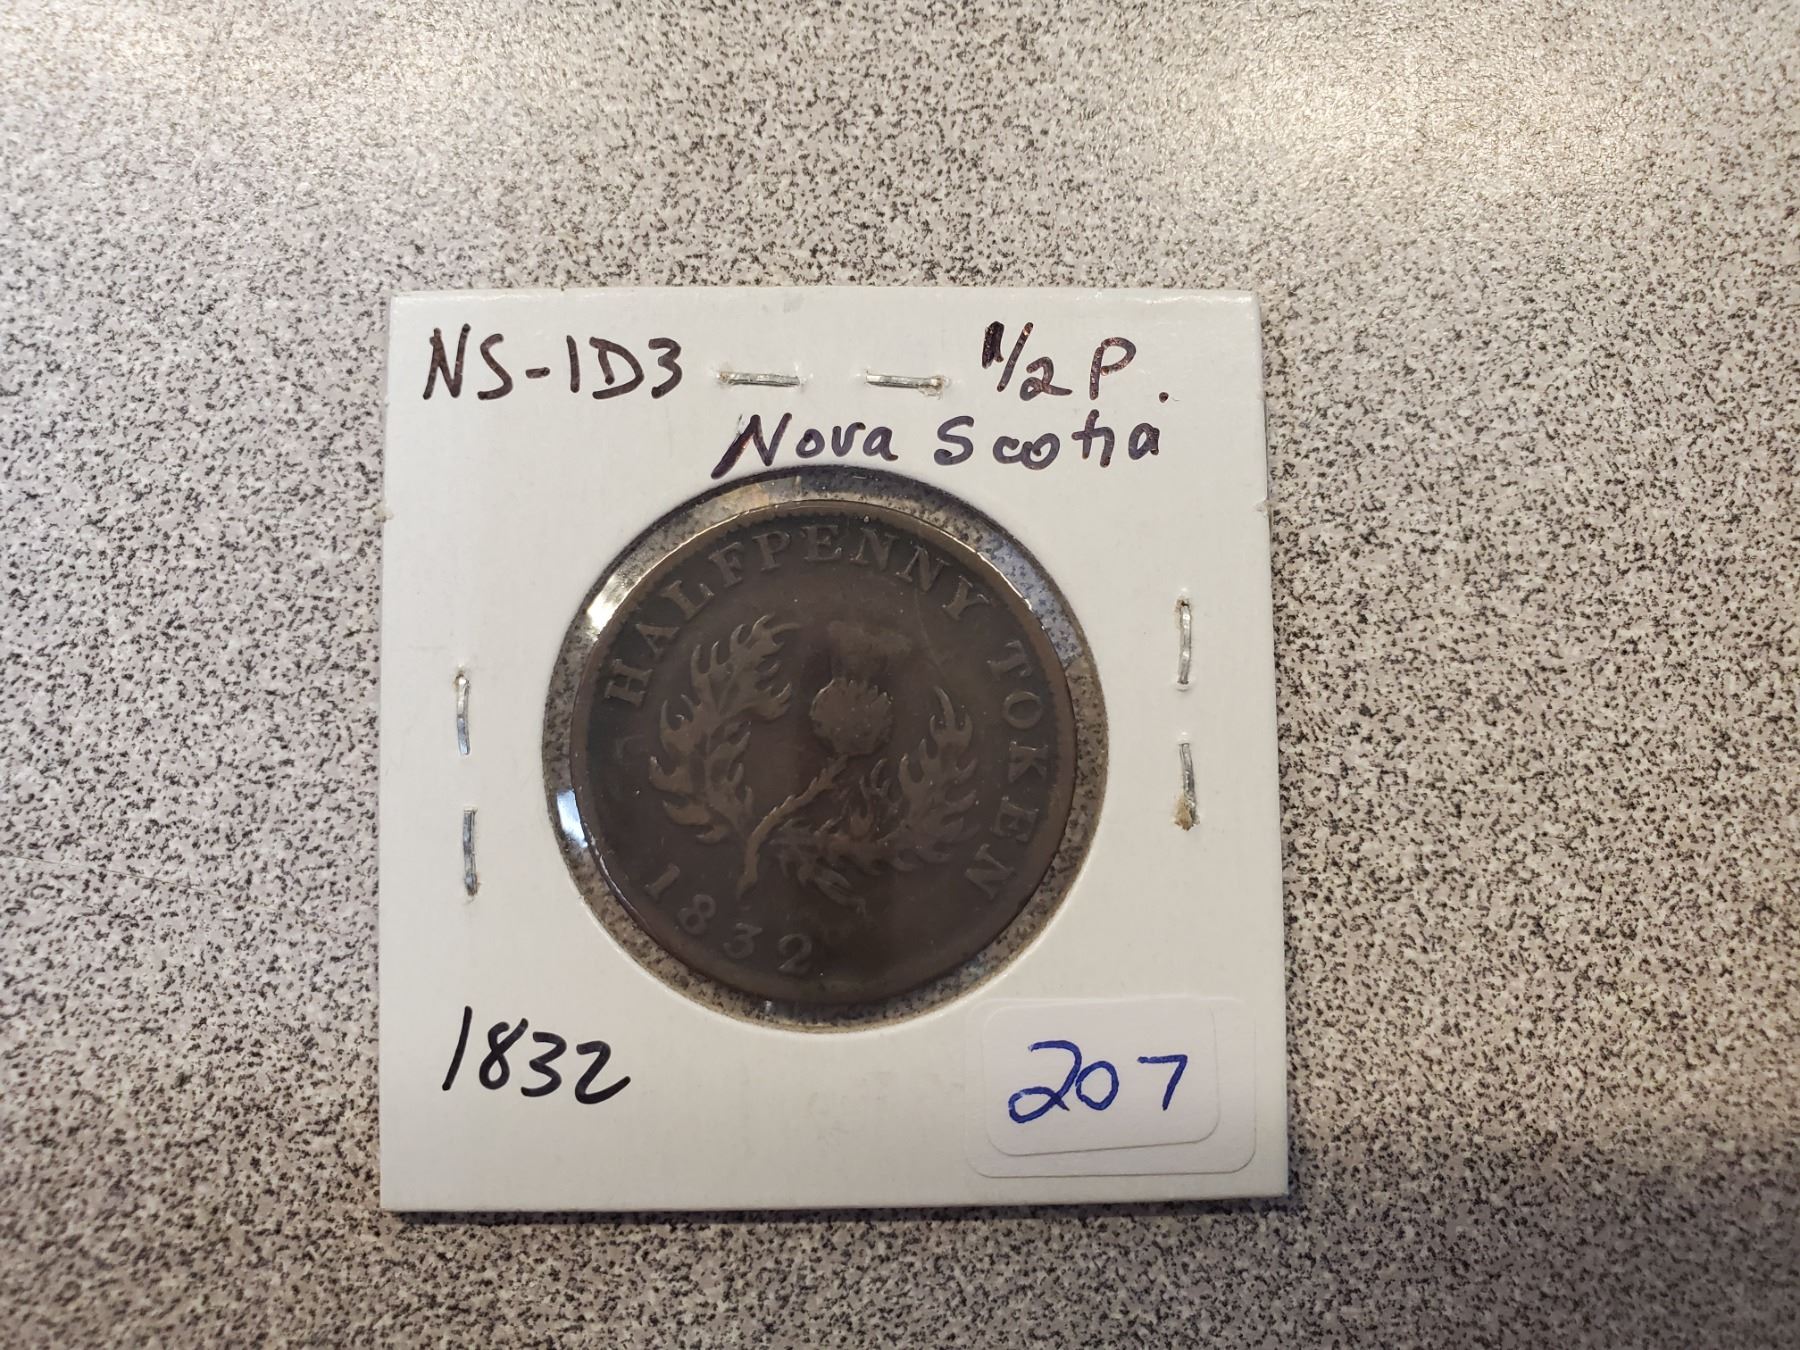 NS-1D3 1/2 P.
Nova Scotia
HALFPENNY TOKEN
1832
1832
207